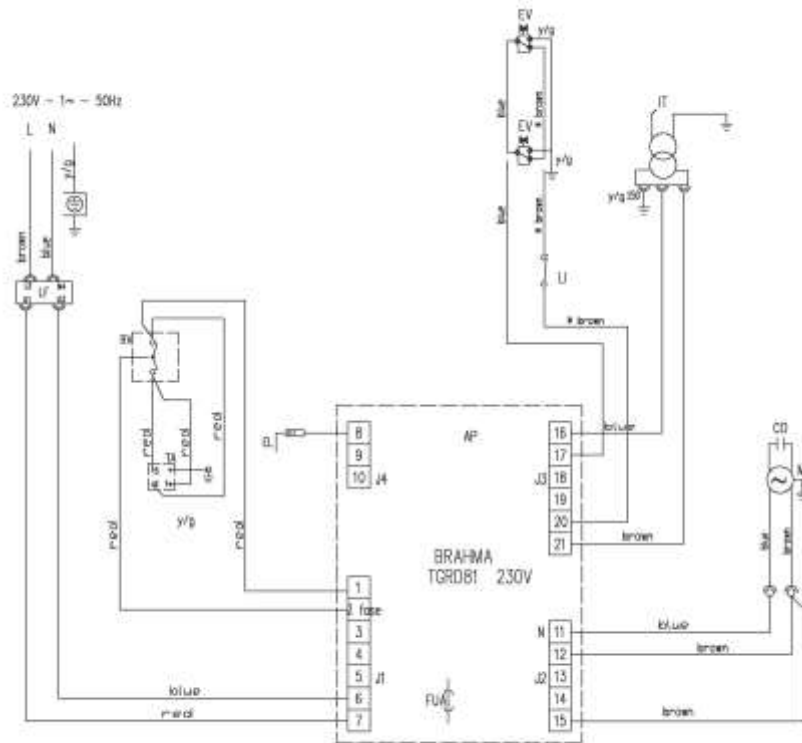 EV
y/g
230V - 1~ - 50Hz
L N
IT
blue
brown
EV
y/g
y/g
y/g
blue
brown
brown
blue
LI
brown
red
red
red
TA
y/g
red
red
EL
8
9
10 J4
AP
16
17
J3 18
19
20
21
blue
brown
BRAHMA
TGRD81 230V
CO
M
blue
brown
1
2 fase
3
4
5 J1
6
7
blue
red
FUA
N 11
12
J2 13
14
15
blue
brown
brown